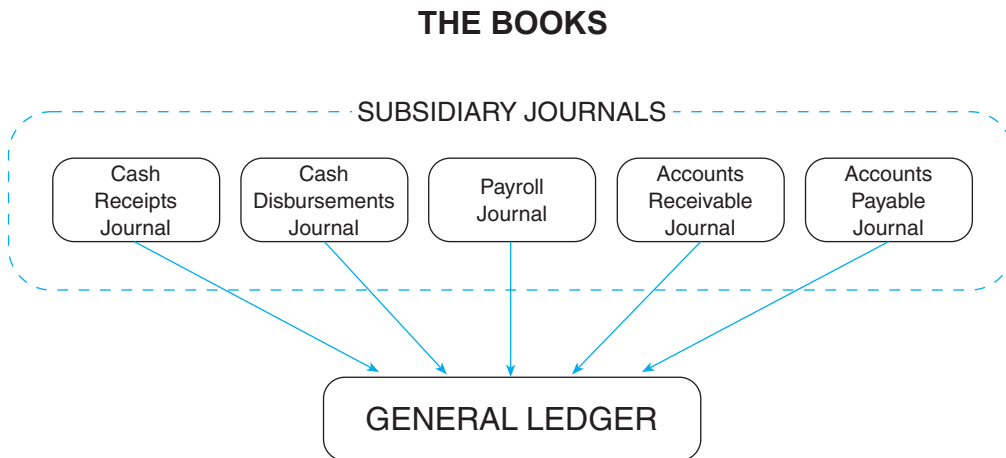 THE BOOKS
SUBSIDIARY JOURNALS
Cash
Receipts
Journal
Cash
Disbursements
Journal
Payroll
Journal
Accounts
Receivable
Journal
Accounts
Payable
Journal
GENERAL LEDGER